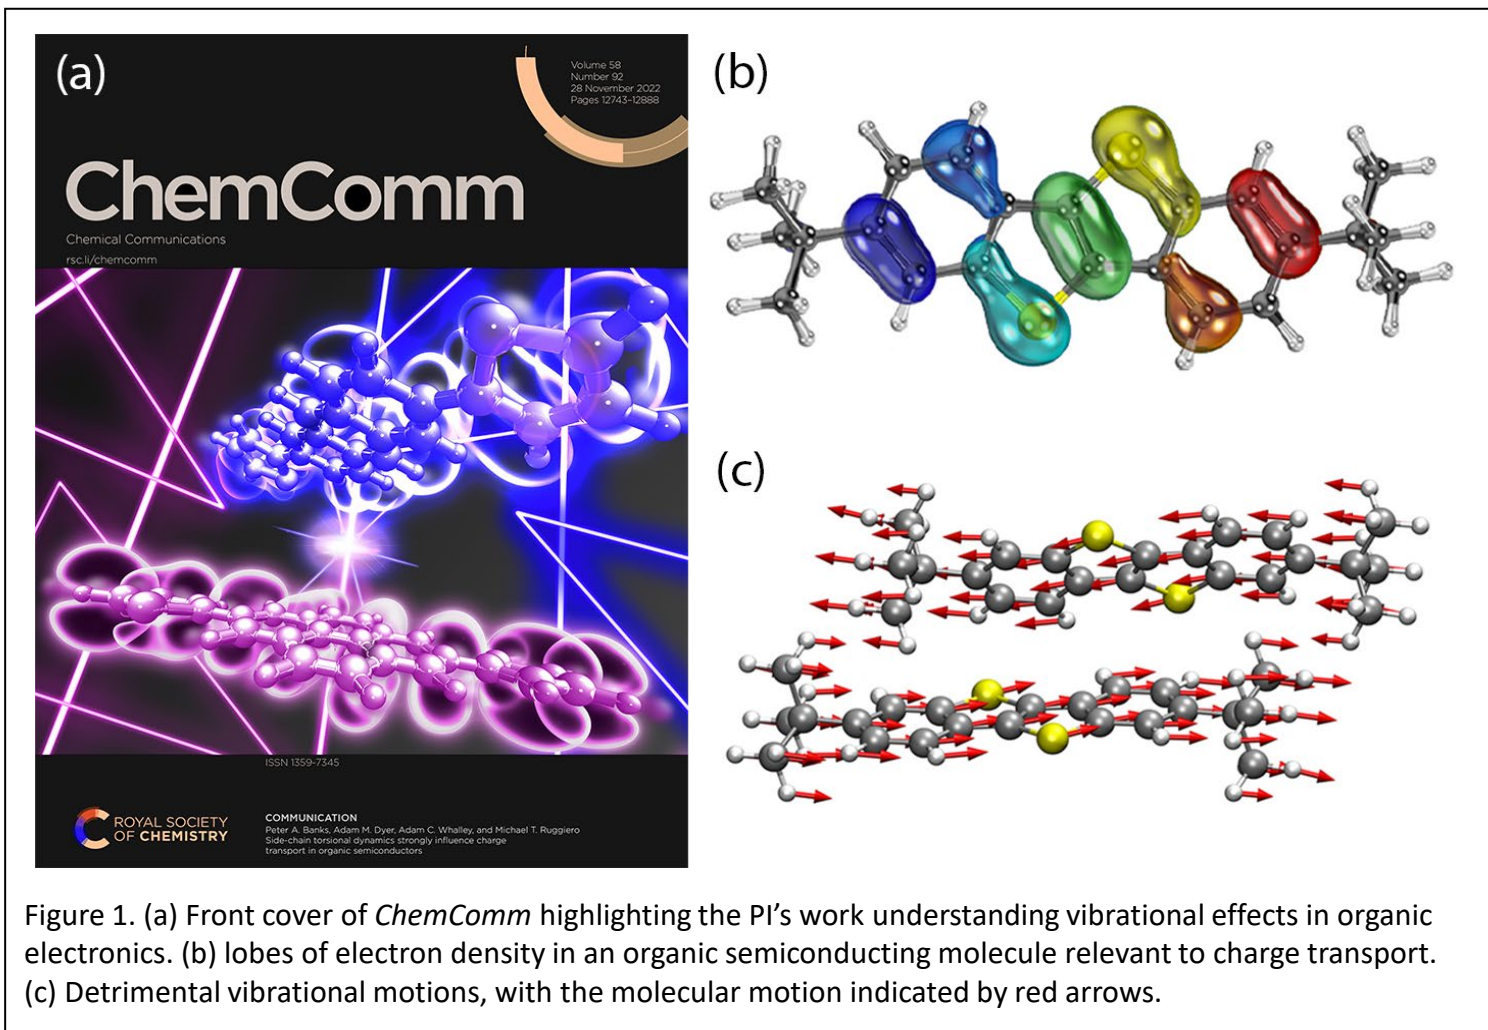 (a)
Volume 58
Number 92
28 November 2022
Pages 12743–12888
ChemComm
Chemical Communications
rsc.li/chemcomm
ISSN 1359-7345
ROYAL SOCIETY
OF CHEMISTRY
COMMUNICATION
Peter A. Banks, Adam M. Dyer, Adam C. Whalley, and Michael T. Ruggiero
Side-chain torsional dynamics strongly influence charge
transport in organic semiconductors
(b)
(c)
Figure 1. (a) Front cover of ChemComm highlighting the PI’s work understanding vibrational effects in organic
electronics. (b) lobes of electron density in an organic semiconducting molecule relevant to charge transport.
(c) Detrimental vibrational motions, with the molecular motion indicated by red arrows.